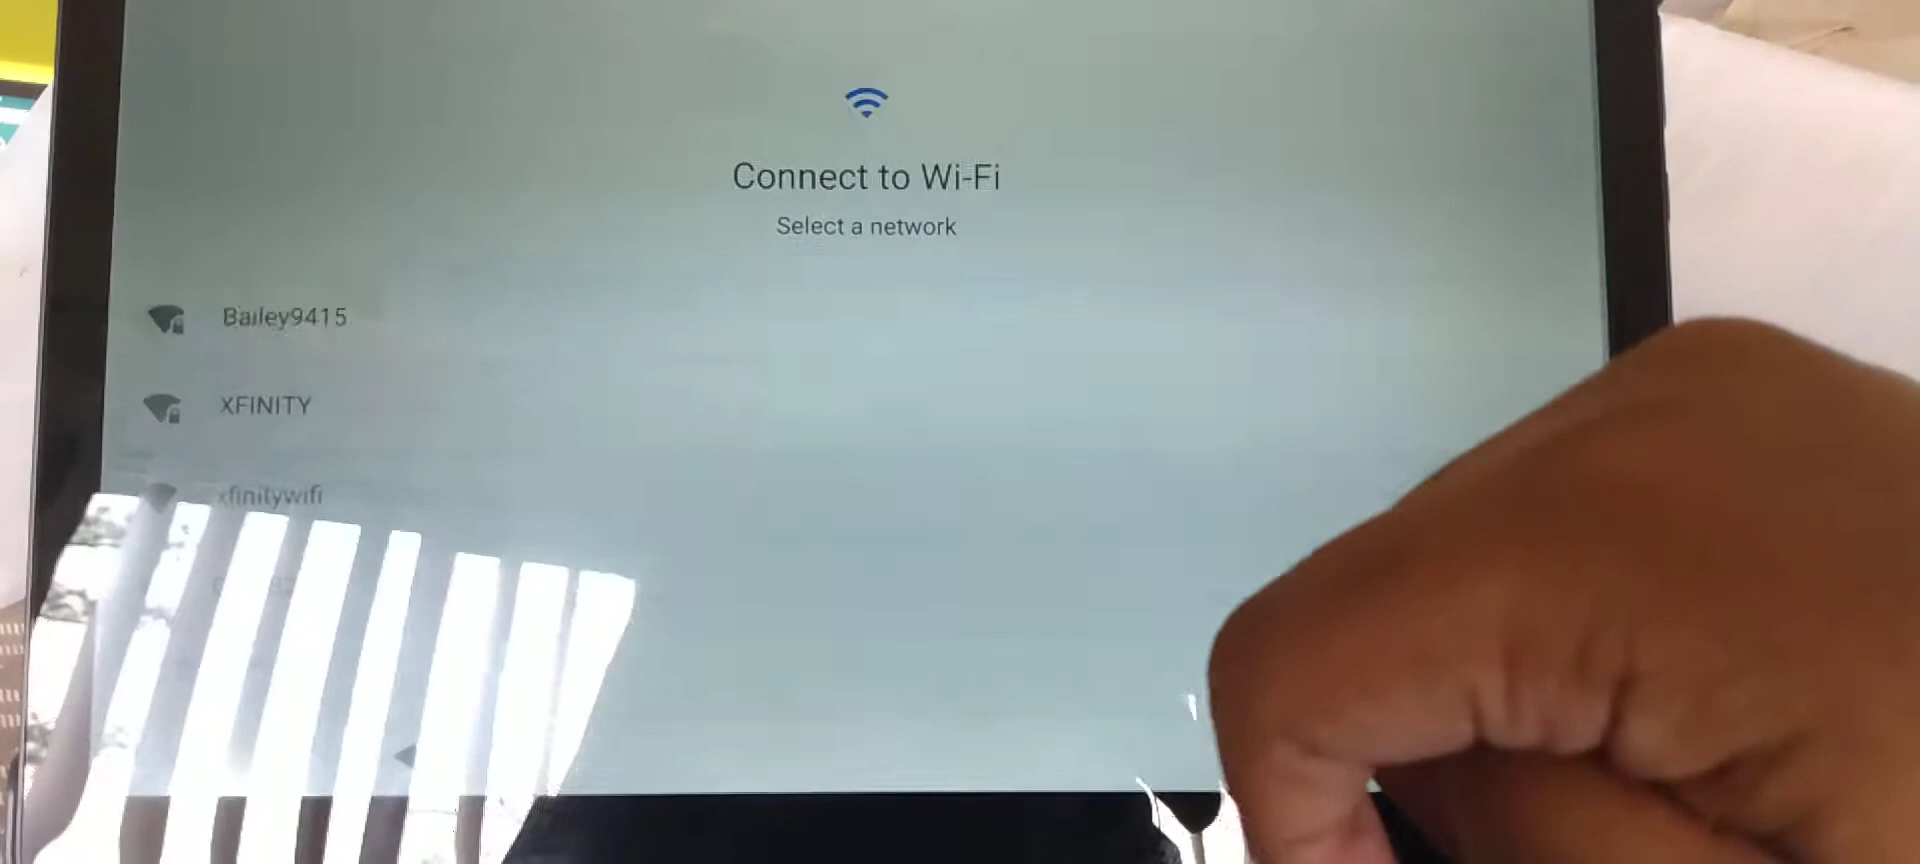 Connect to Wi-Fi
Select a network
Bailey9415
XFINITY
xfinitywifi